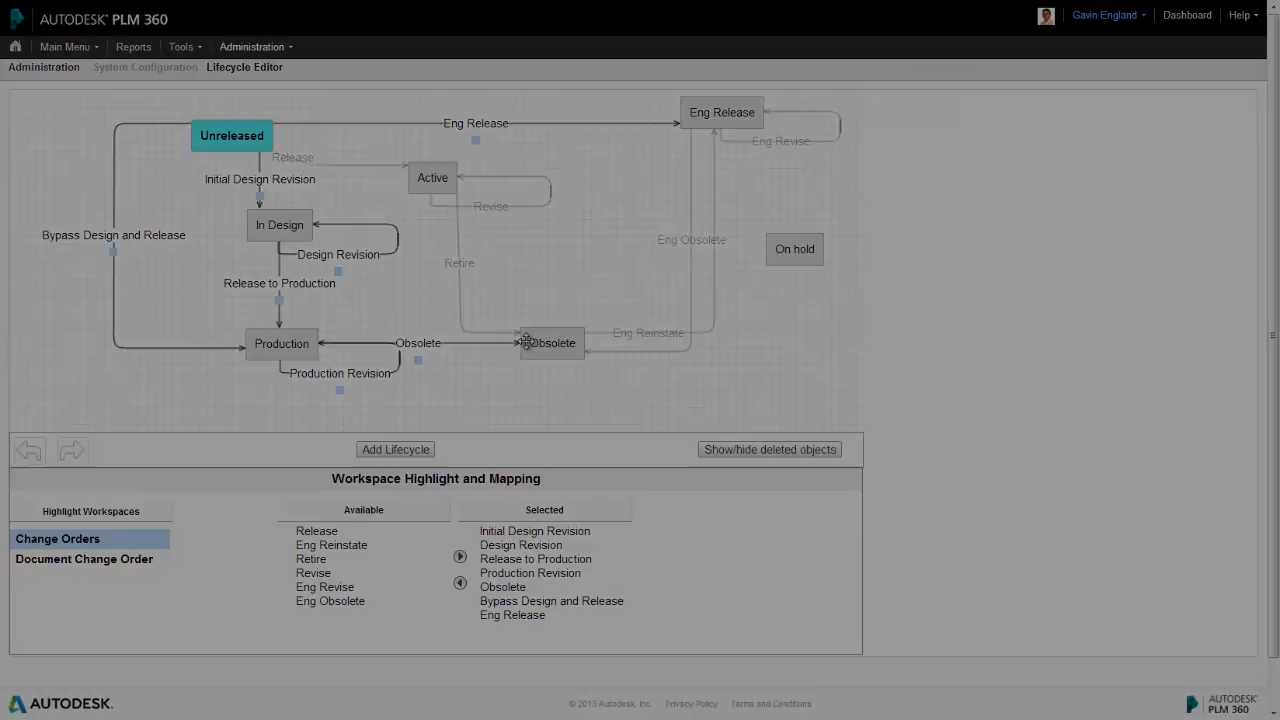 AUTODESK® PLM 360
Gavin England
Dashboard
Help
Main Menu
Reports
Tools
Administration
Administration
System Configuration
Lifecycle Editor
Eng Release
Unreleased
Eng Release
Eng Revise
Release
Initial Design Revision
Active
Revise
Bypass Design and Release
In Design
Eng Obsolete
On hold
Design Revision
Retire
Release to Production
Eng Reinstate
Production
Obsolete
Obsolete
Production Revision
Add Lifecycle
Show/hide deleted objects
Workspace Highlight and Mapping
Highlight Workspaces
Available
Selected
Change Orders
Document Change Order
Release
Eng Reinstate
Retire
Revise
Eng Revise
Eng Obsolete
Initial Design Revision
Design Revision
Release to Production
Production Revision
Obsolete
Bypass Design and Release
Eng Release
AUTODESK.
© 2013 Autodesk, Inc.
Privacy Policy
Terms and Conditions
AUTODESK®
PLM 360